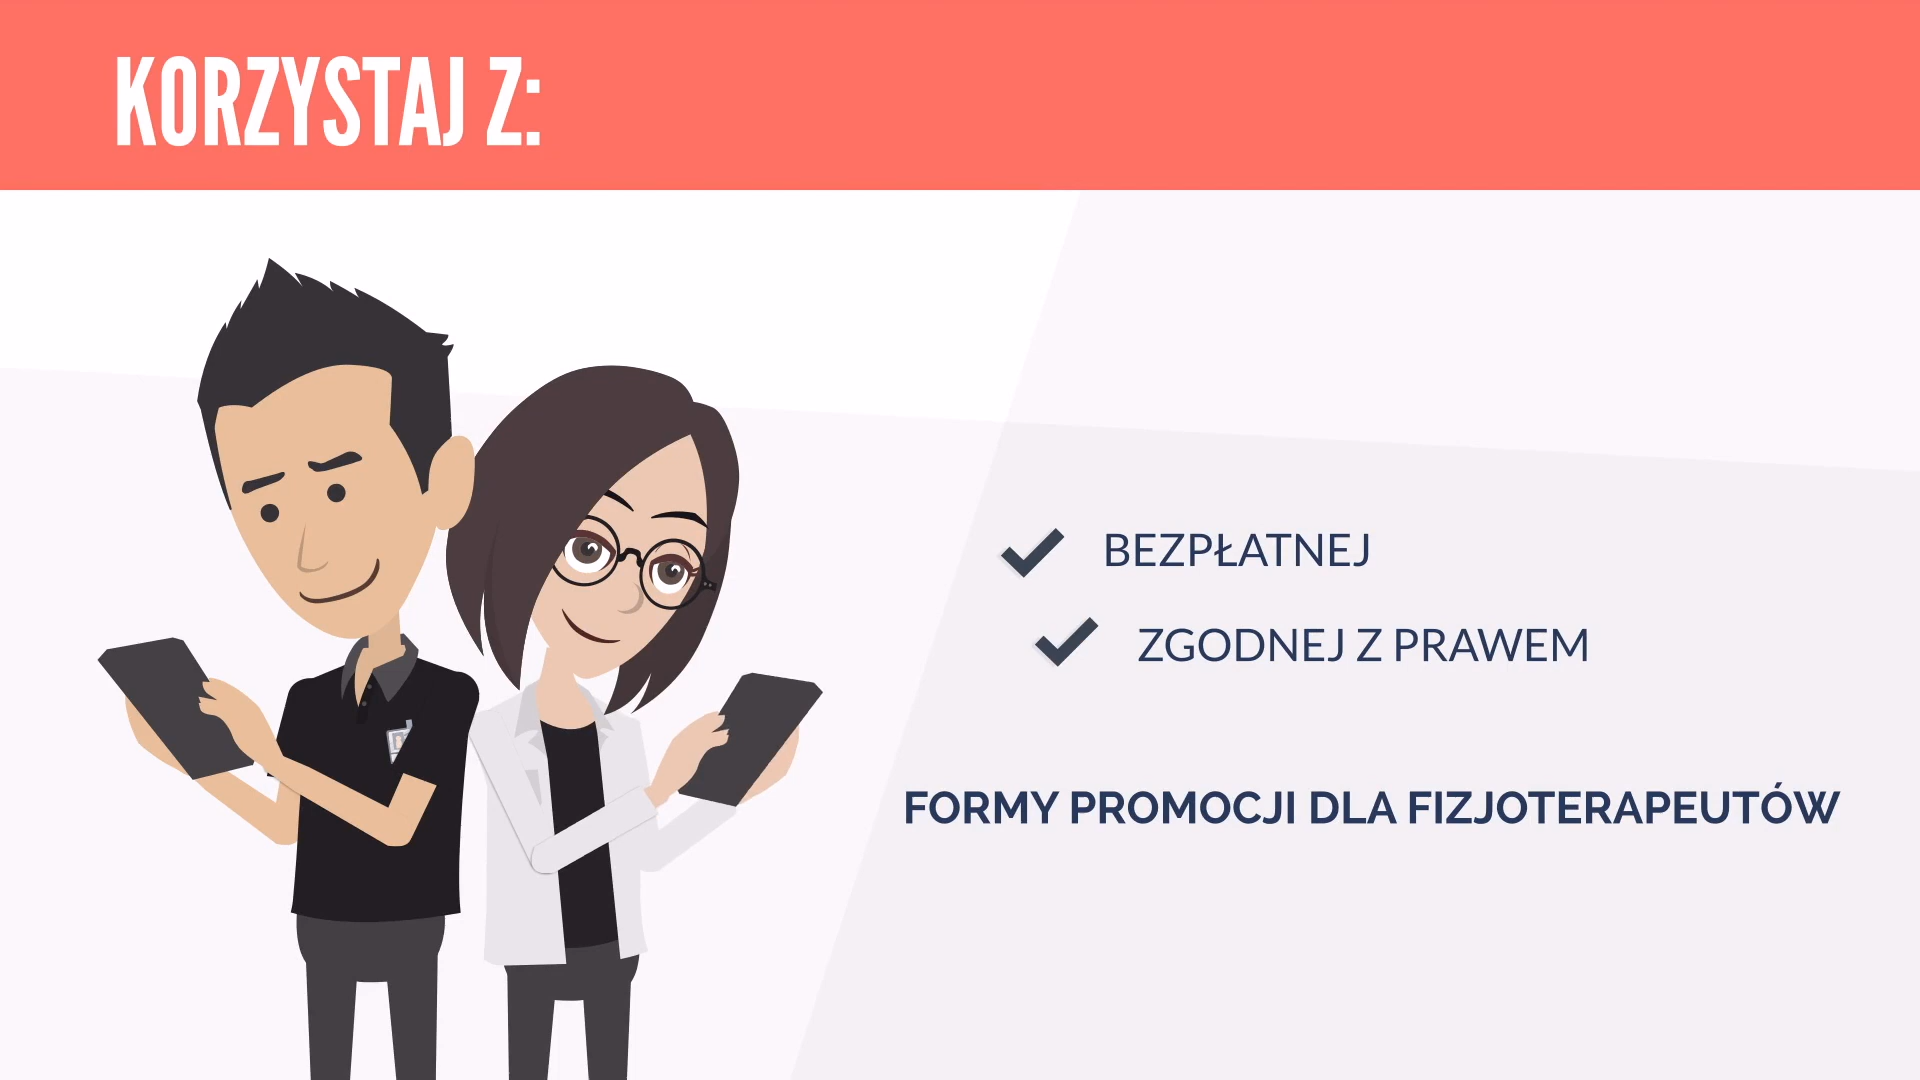 KORZYSTAJ Z:
BEZPŁATNEJ
ZGODNEJ Z PRAWEM
FORMY PROMOCJI DLA FIZJOTERAPEUTÓW